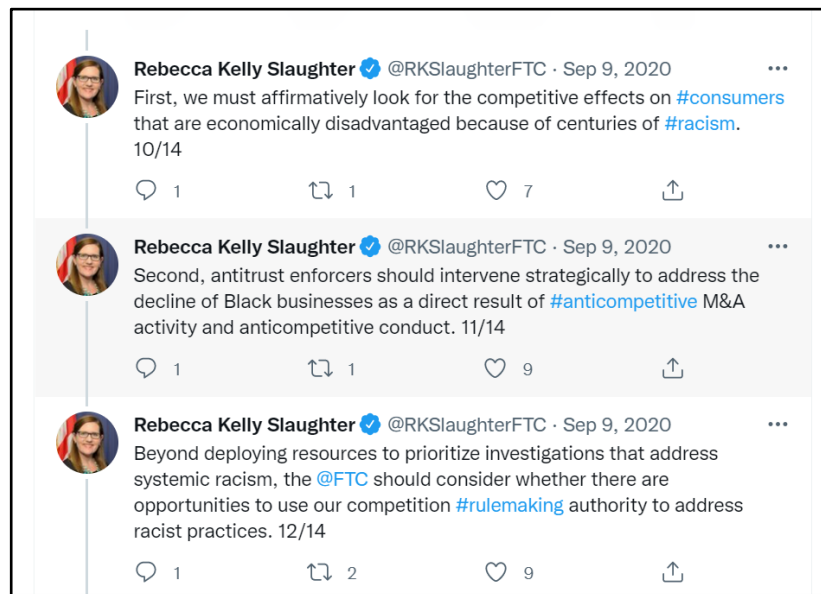 Rebecca Kelly Slaughter @RKSlaughterFTC · Sep 9, 2020
First, we must affirmatively look for the competitive effects on #consumers
that are economically disadvantaged because of centuries of #racism.
10/14
1 1 7
Rebecca Kelly Slaughter @RKSlaughterFTC · Sep 9, 2020
Second, antitrust enforcers should intervene strategically to address the
decline of Black businesses as a direct result of #anticompetitive M&A
activity and anticompetitive conduct. 11/14
1 1 9
Rebecca Kelly Slaughter @RKSlaughterFTC · Sep 9, 2020
Beyond deploying resources to prioritize investigations that address
systemic racism, the @FTC should consider whether there are
opportunities to use our competition #rulemaking authority to address
racist practices. 12/14
1 2 9